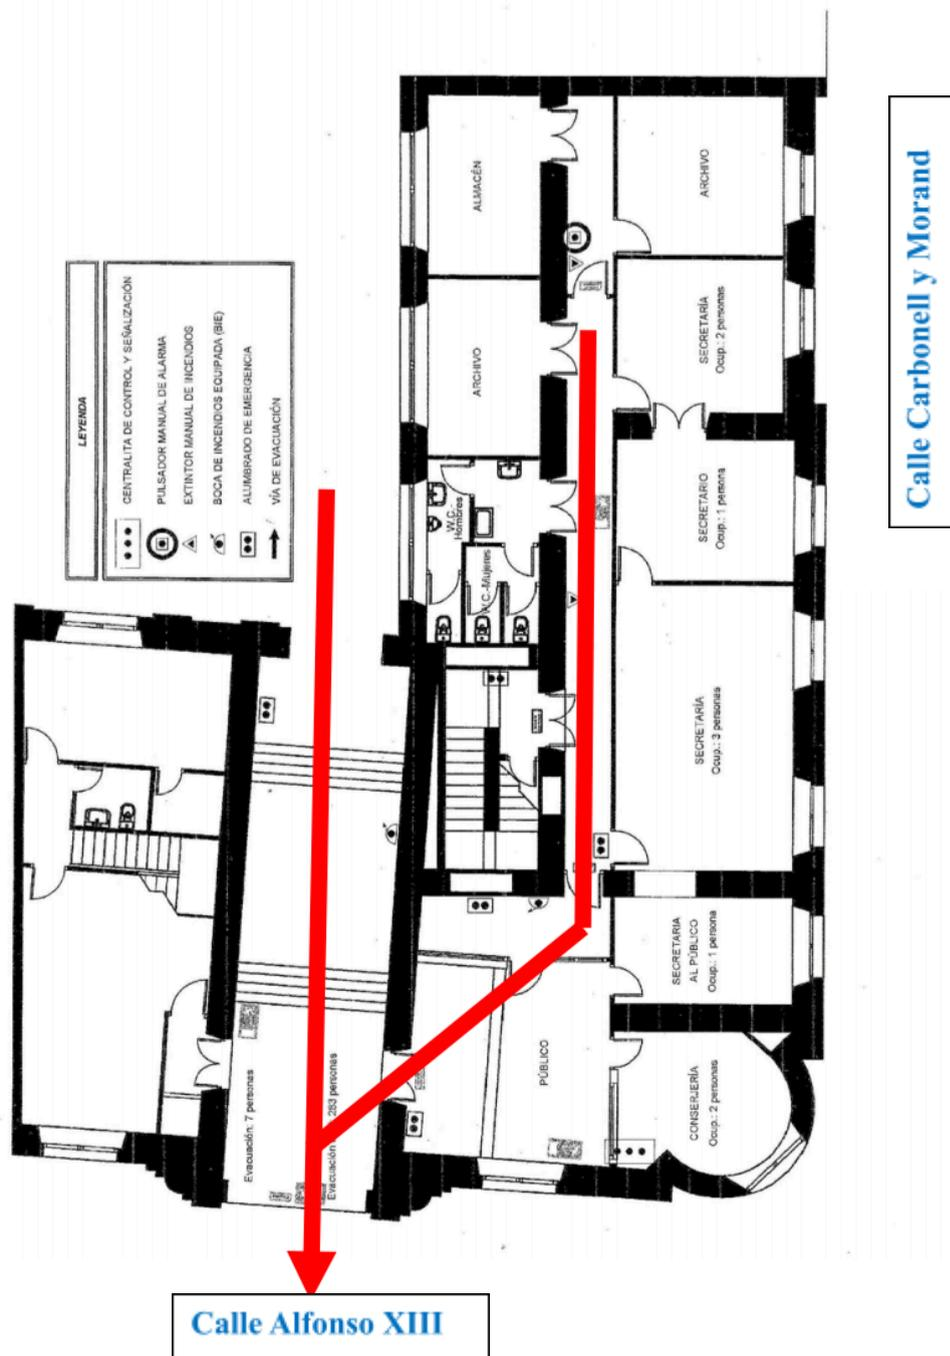 LEYENDA
CENTRALITA DE CONTROL Y SEÑALIZACIÓN
PULSADOR MANUAL DE ALARMA
EXTINTOR MANUAL DE INCENDIOS
BOCA DE INCENDIOS EQUIPADA (BIE)
ALUMBRADO DE EMERGENCIA
VÍA DE EVACUACIÓN
ALMACÉN
ARCHIVO
ARCHIVO
SECRETARÍA
Ocup.: 2 personas
W.C.-
Hombres
W.C.-Mujeres
SECRETARIO
Ocup.: 1 persona
SECRETARÍA
Ocup.: 3 personas
SECRETARIA
AL PÚBLICO
Ocup.: 1 persona
PÚBLICO
CONSERJERÍA
Ocup.: 2 personas
Evacuación: 7 personas
Evacuación 283 personas
Calle Carbonell y Morand
Calle Alfonso XIII